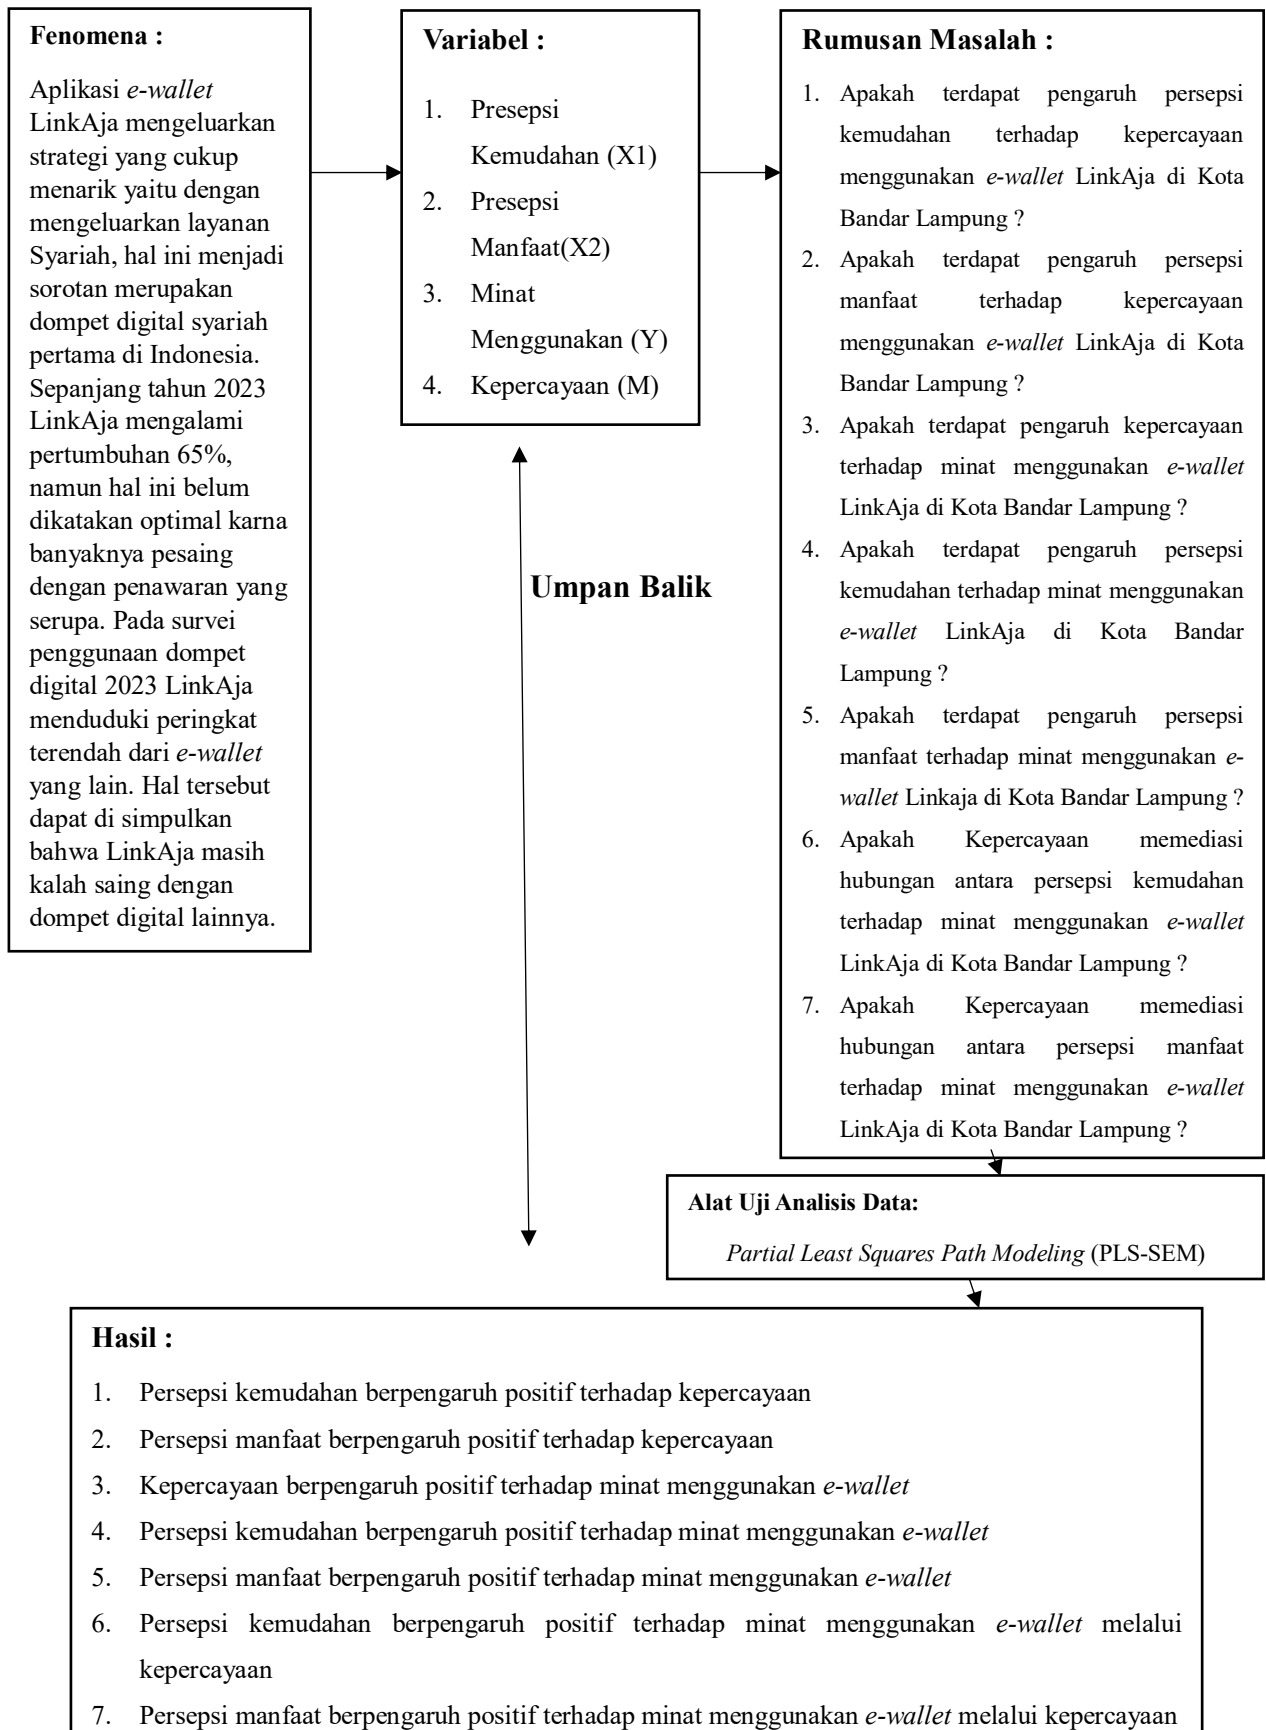 Fenomena :
Aplikasi e-wallet
LinkAja mengeluarkan
strategi yang cukup
menarik yaitu dengan
mengeluarkan layanan
Syariah, hal ini menjadi
sorotan merupakan
dompet digital syariah
pertama di Indonesia.
Sepanjang tahun 2023
LinkAja mengalami
pertumbuhan 65%,
namun hal ini belum
dikatakan optimal karna
banyaknya pesaing
dengan penawaran yang
serupa. Pada survei
penggunaan dompet
digital 2023 LinkAja
menduduki peringkat
terendah dari e-wallet
yang lain. Hal tersebut
dapat di simpulkan
bahwa LinkAja masih
kalah saing dengan
dompet digital lainnya.
Variabel :
1. Presepsi
Kemudahan (X1)
2. Presepsi
Manfaat(X2)
3. Minat
Menggunakan (Y)
4. Kepercayaan (M)
Rumusan Masalah :
1. Apakah terdapat pengaruh persepsi
kemudahan terhadap kepercayaan
menggunakan e-wallet LinkAja di Kota
Bandar Lampung ?
2. Apakah terdapat pengaruh persepsi
manfaat terhadap kepercayaan
menggunakan e-wallet LinkAja di Kota
Bandar Lampung ?
3. Apakah terdapat pengaruh kepercayaan
terhadap minat menggunakan e-wallet
LinkAja di Kota Bandar Lampung ?
4. Apakah terdapat pengaruh persepsi
kemudahan terhadap minat menggunakan
e-wallet LinkAja di Kota Bandar
Lampung ?
5. Apakah terdapat pengaruh persepsi
manfaat terhadap minat menggunakan e-
wallet Linkaja di Kota Bandar Lampung ?
6. Apakah Kepercayaan memediasi
hubungan antara persepsi kemudahan
terhadap minat menggunakan e-wallet
LinkAja di Kota Bandar Lampung ?
7. Apakah Kepercayaan memediasi
hubungan antara persepsi manfaat
terhadap minat menggunakan e-wallet
LinkAja di Kota Bandar Lampung ?
Umpan Balik
Alat Uji Analisis Data:
Partial Least Squares Path Modeling (PLS-SEM)
Hasil :
1. Persepsi kemudahan berpengaruh positif terhadap kepercayaan
2. Persepsi manfaat berpengaruh positif terhadap kepercayaan
3. Kepercayaan berpengaruh positif terhadap minat menggunakan e-wallet
4. Persepsi kemudahan berpengaruh positif terhadap minat menggunakan e-wallet
5. Persepsi manfaat berpengaruh positif terhadap minat menggunakan e-wallet
6. Persepsi kemudahan berpengaruh positif terhadap minat menggunakan e-wallet melalui
kepercayaan
7. Persepsi manfaat berpengaruh positif terhadap minat menggunakan e-wallet melalui kepercayaan